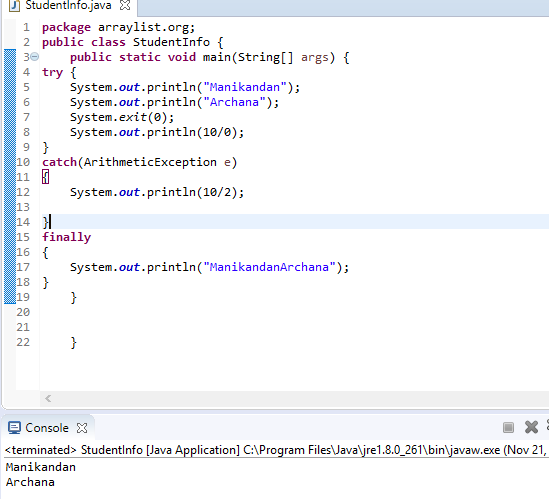 StudentInfo.java
1 package arraylist.org;
2 public class StudentInfo {
3 public static void main(String[] args) {
4 try {
5 System.out.println("Manikandan");
6 System.out.println("Archana");
7 System.exit(0);
8 System.out.println(10/0);
9 }
10 catch(ArithmeticException e)
11 {
12 System.out.println(10/2);
13
14 }
15 finally
16 {
17 System.out.println("ManikandanArchana");
18 }
19 }
20
21
22 }
Console
<terminated> StudentInfo [Java Application] C:\Program Files\Java\jre1.8.0_261\bin\javaw.exe (Nov 21,
Manikandan
Archana